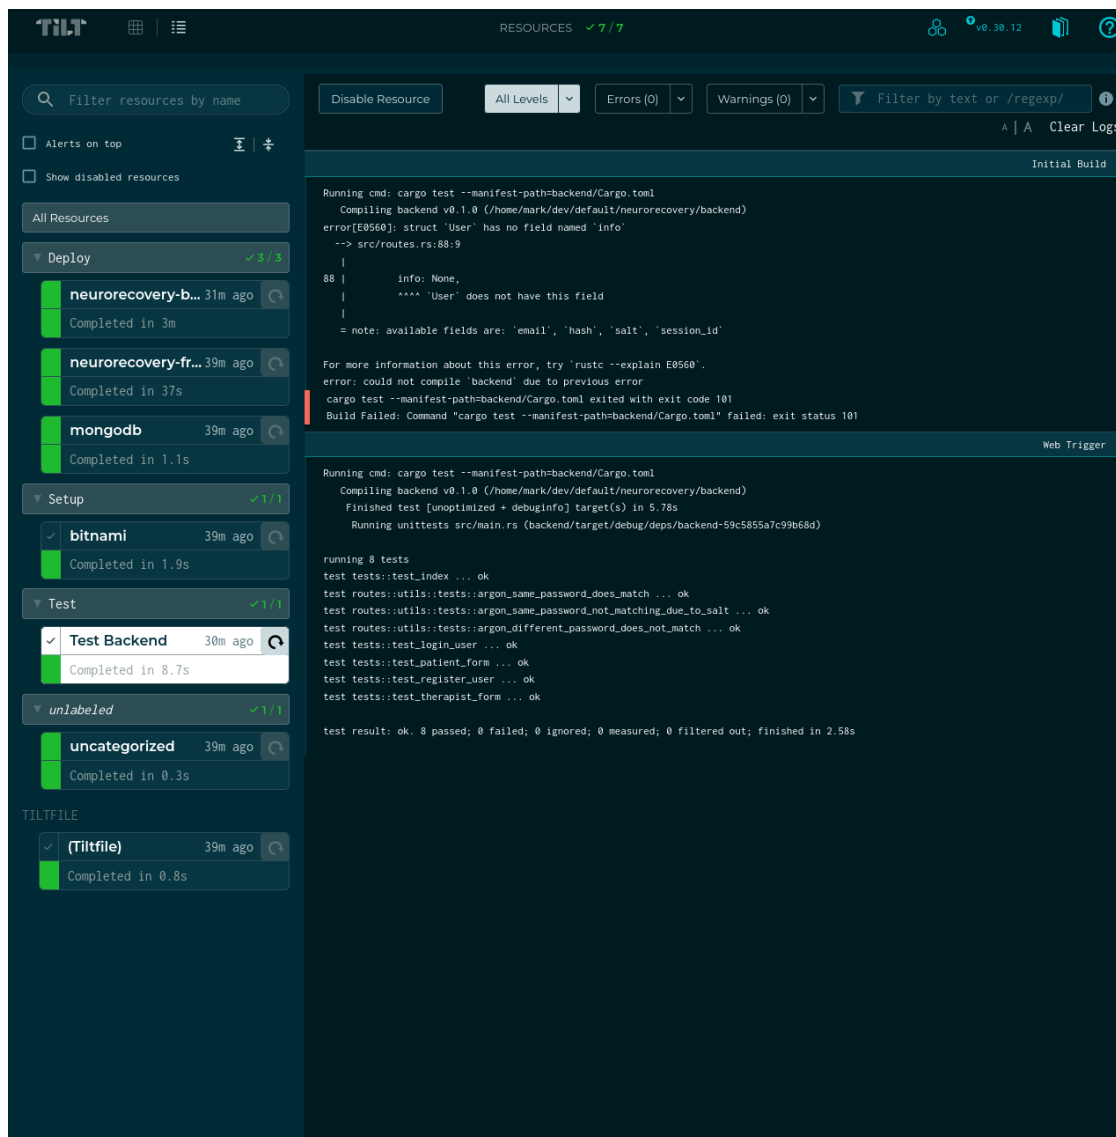 TiLT
RESOURCES ✓ 7/7
v0.30.12
Filter resources by name
Alerts on top
Show disabled resources
All Resources
Deploy ✓3/3
neurorecovery-b... 31m ago
Completed in 3m
neurorecovery-fr... 39m ago
Completed in 37s
mongodb 39m ago
Completed in 1.1s
Setup ✓1/1
bitnami 39m ago
Completed in 1.9s
Test ✓1/1
Test Backend 30m ago
Completed in 8.7s
unlabeled ✓1/1
uncategorized 39m ago
Completed in 0.3s
TILTFILE
(Tiltfile) 39m ago
Completed in 0.8s
Disable Resource All Levels Errors (0) Warnings (0) Filter by text or /regexp/
A | A Clear Logs
Initial Build
Running cmd: cargo test --manifest-path=backend/Cargo.toml
   Compiling backend v0.1.0 (/home/mark/dev/default/neurorecovery/backend)
error[E0560]: struct `User` has no field named `info`
  --> src/routes.rs:88:9
   |
88 |         info: None,
   |         ^^^^ `User` does not have this field
   |
   = note: available fields are: `email`, `hash`, `salt`, `session_id`
For more information about this error, try `rustc --explain E0560`.
error: could not compile `backend` due to previous error
cargo test --manifest-path=backend/Cargo.toml exited with exit code 101
Build Failed: Command "cargo test --manifest-path=backend/Cargo.toml" failed: exit status 101
Web Trigger
Running cmd: cargo test --manifest-path=backend/Cargo.toml
   Compiling backend v0.1.0 (/home/mark/dev/default/neurorecovery/backend)
    Finished test [unoptimized + debuginfo] target(s) in 5.78s
     Running unittests src/main.rs (backend/target/debug/deps/backend-59c5855a7c99b68d)
running 8 tests
test tests::test_index ... ok
test routes::utils::tests::argon_same_password_does_match ... ok
test routes::utils::tests::argon_same_password_not_matching_due_to_salt ... ok
test routes::utils::tests::argon_different_password_does_not_match ... ok
test tests::test_login_user ... ok
test tests::test_patient_form ... ok
test tests::test_register_user ... ok
test tests::test_therapist_form ... ok
test result: ok. 8 passed; 0 failed; 0 ignored; 0 measured; 0 filtered out; finished in 2.58s